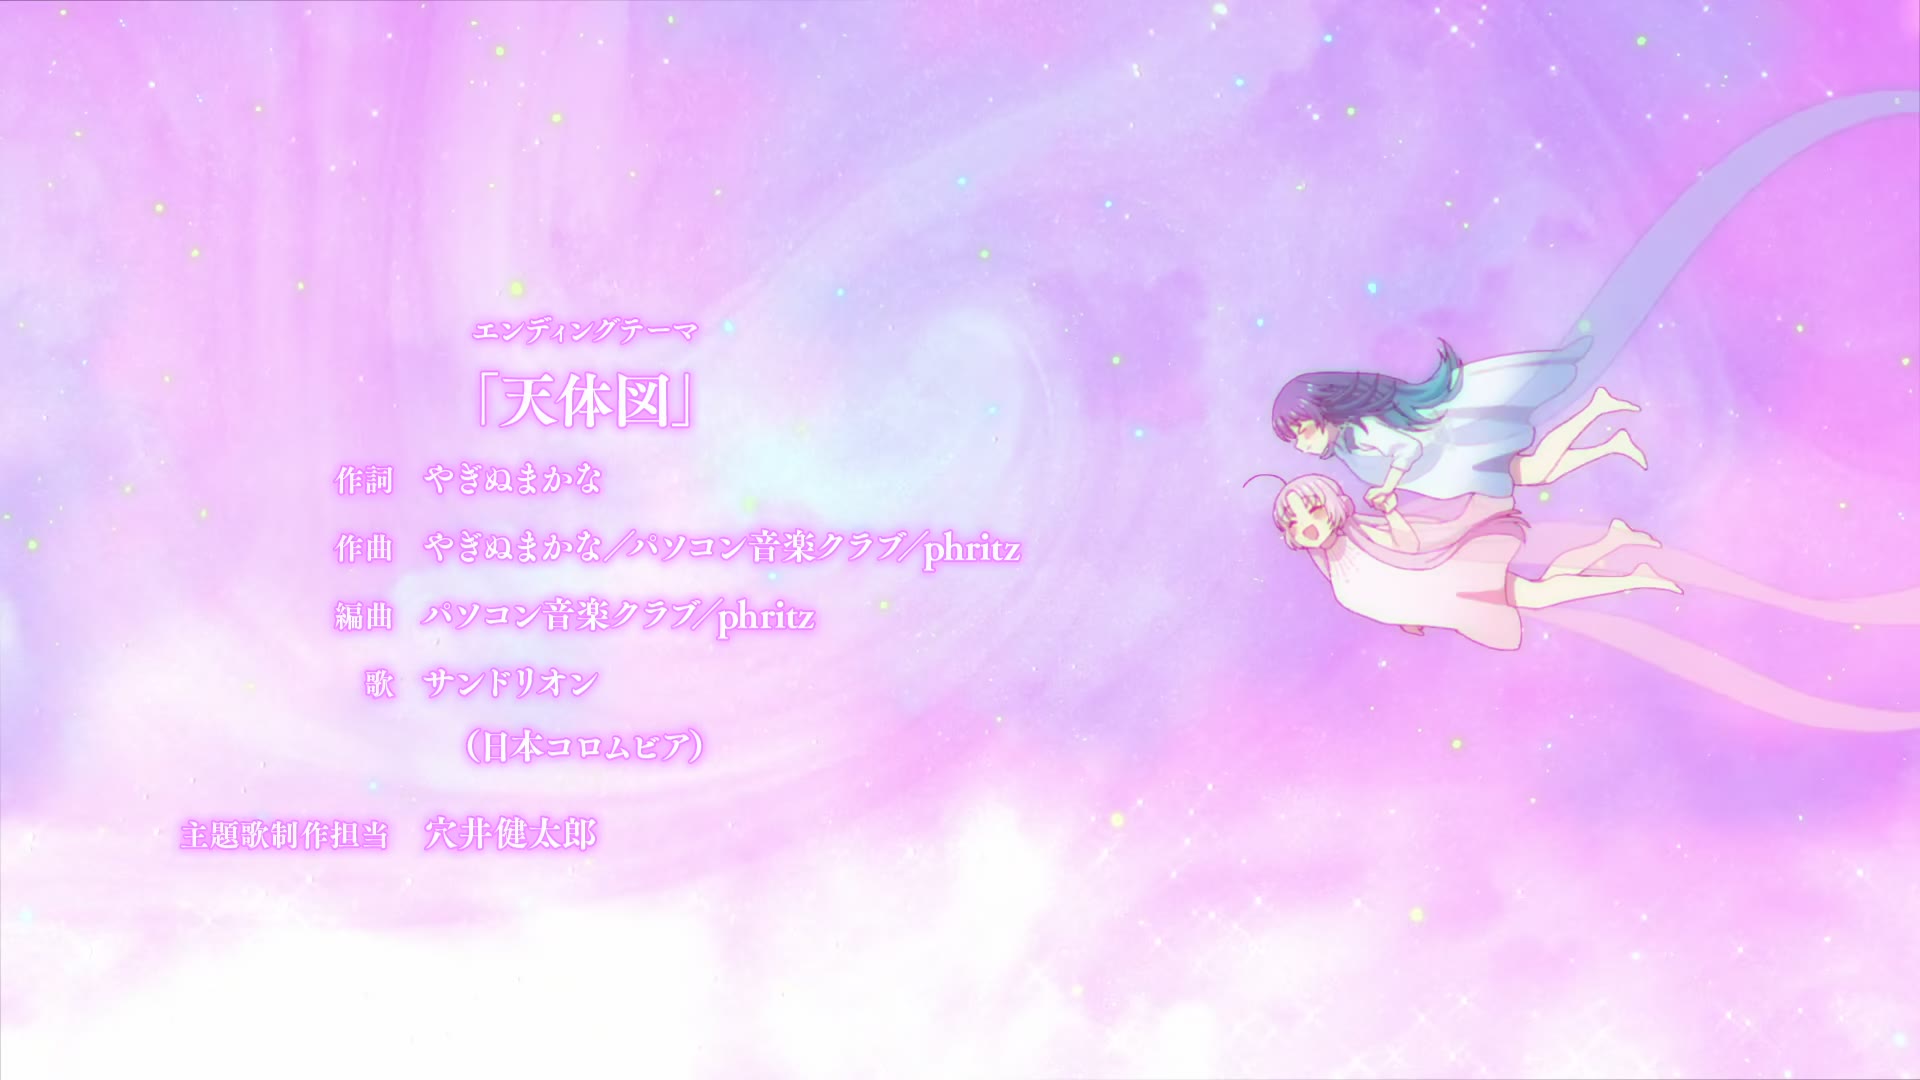 エンディングテーマ
「天体図」
作詞 やぎぬまかな
作曲 やぎぬまかな／パソコン音楽クラブ／phritz
編曲 パソコン音楽クラブ／phritz
歌 サンドリオン
（日本コロムビア）
主題歌制作担当 穴井健太郎